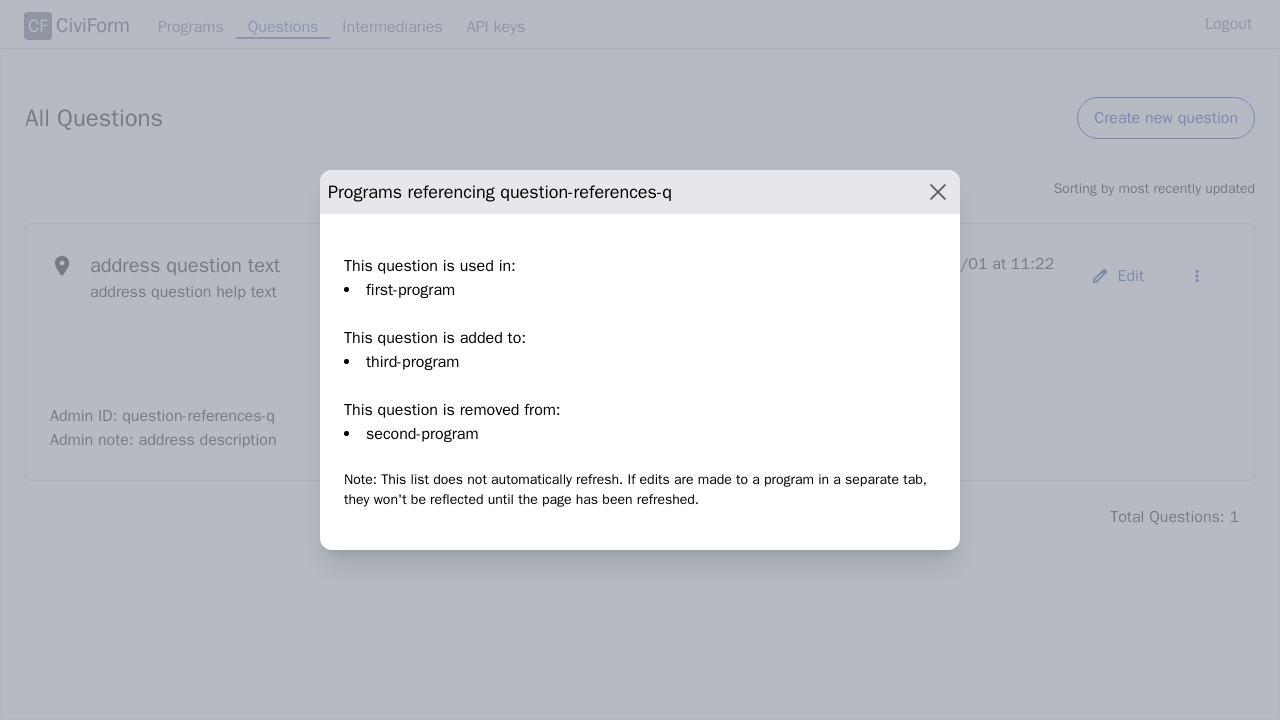 CF CiviForm Programs Questions Intermediaries API keys Logout
All Questions
Create new question
Sorting by most recently updated
Programs referencing question-references-q
address question text
address question help text
/01 at 11:22
Edit
This question is used in:
first-program
This question is added to:
third-program
This question is removed from:
second-program
Note: This list does not automatically refresh. If edits are made to a program in a separate tab,
they won't be reflected until the page has been refreshed.
Admin ID: question-references-q
Admin note: address description
Total Questions: 1